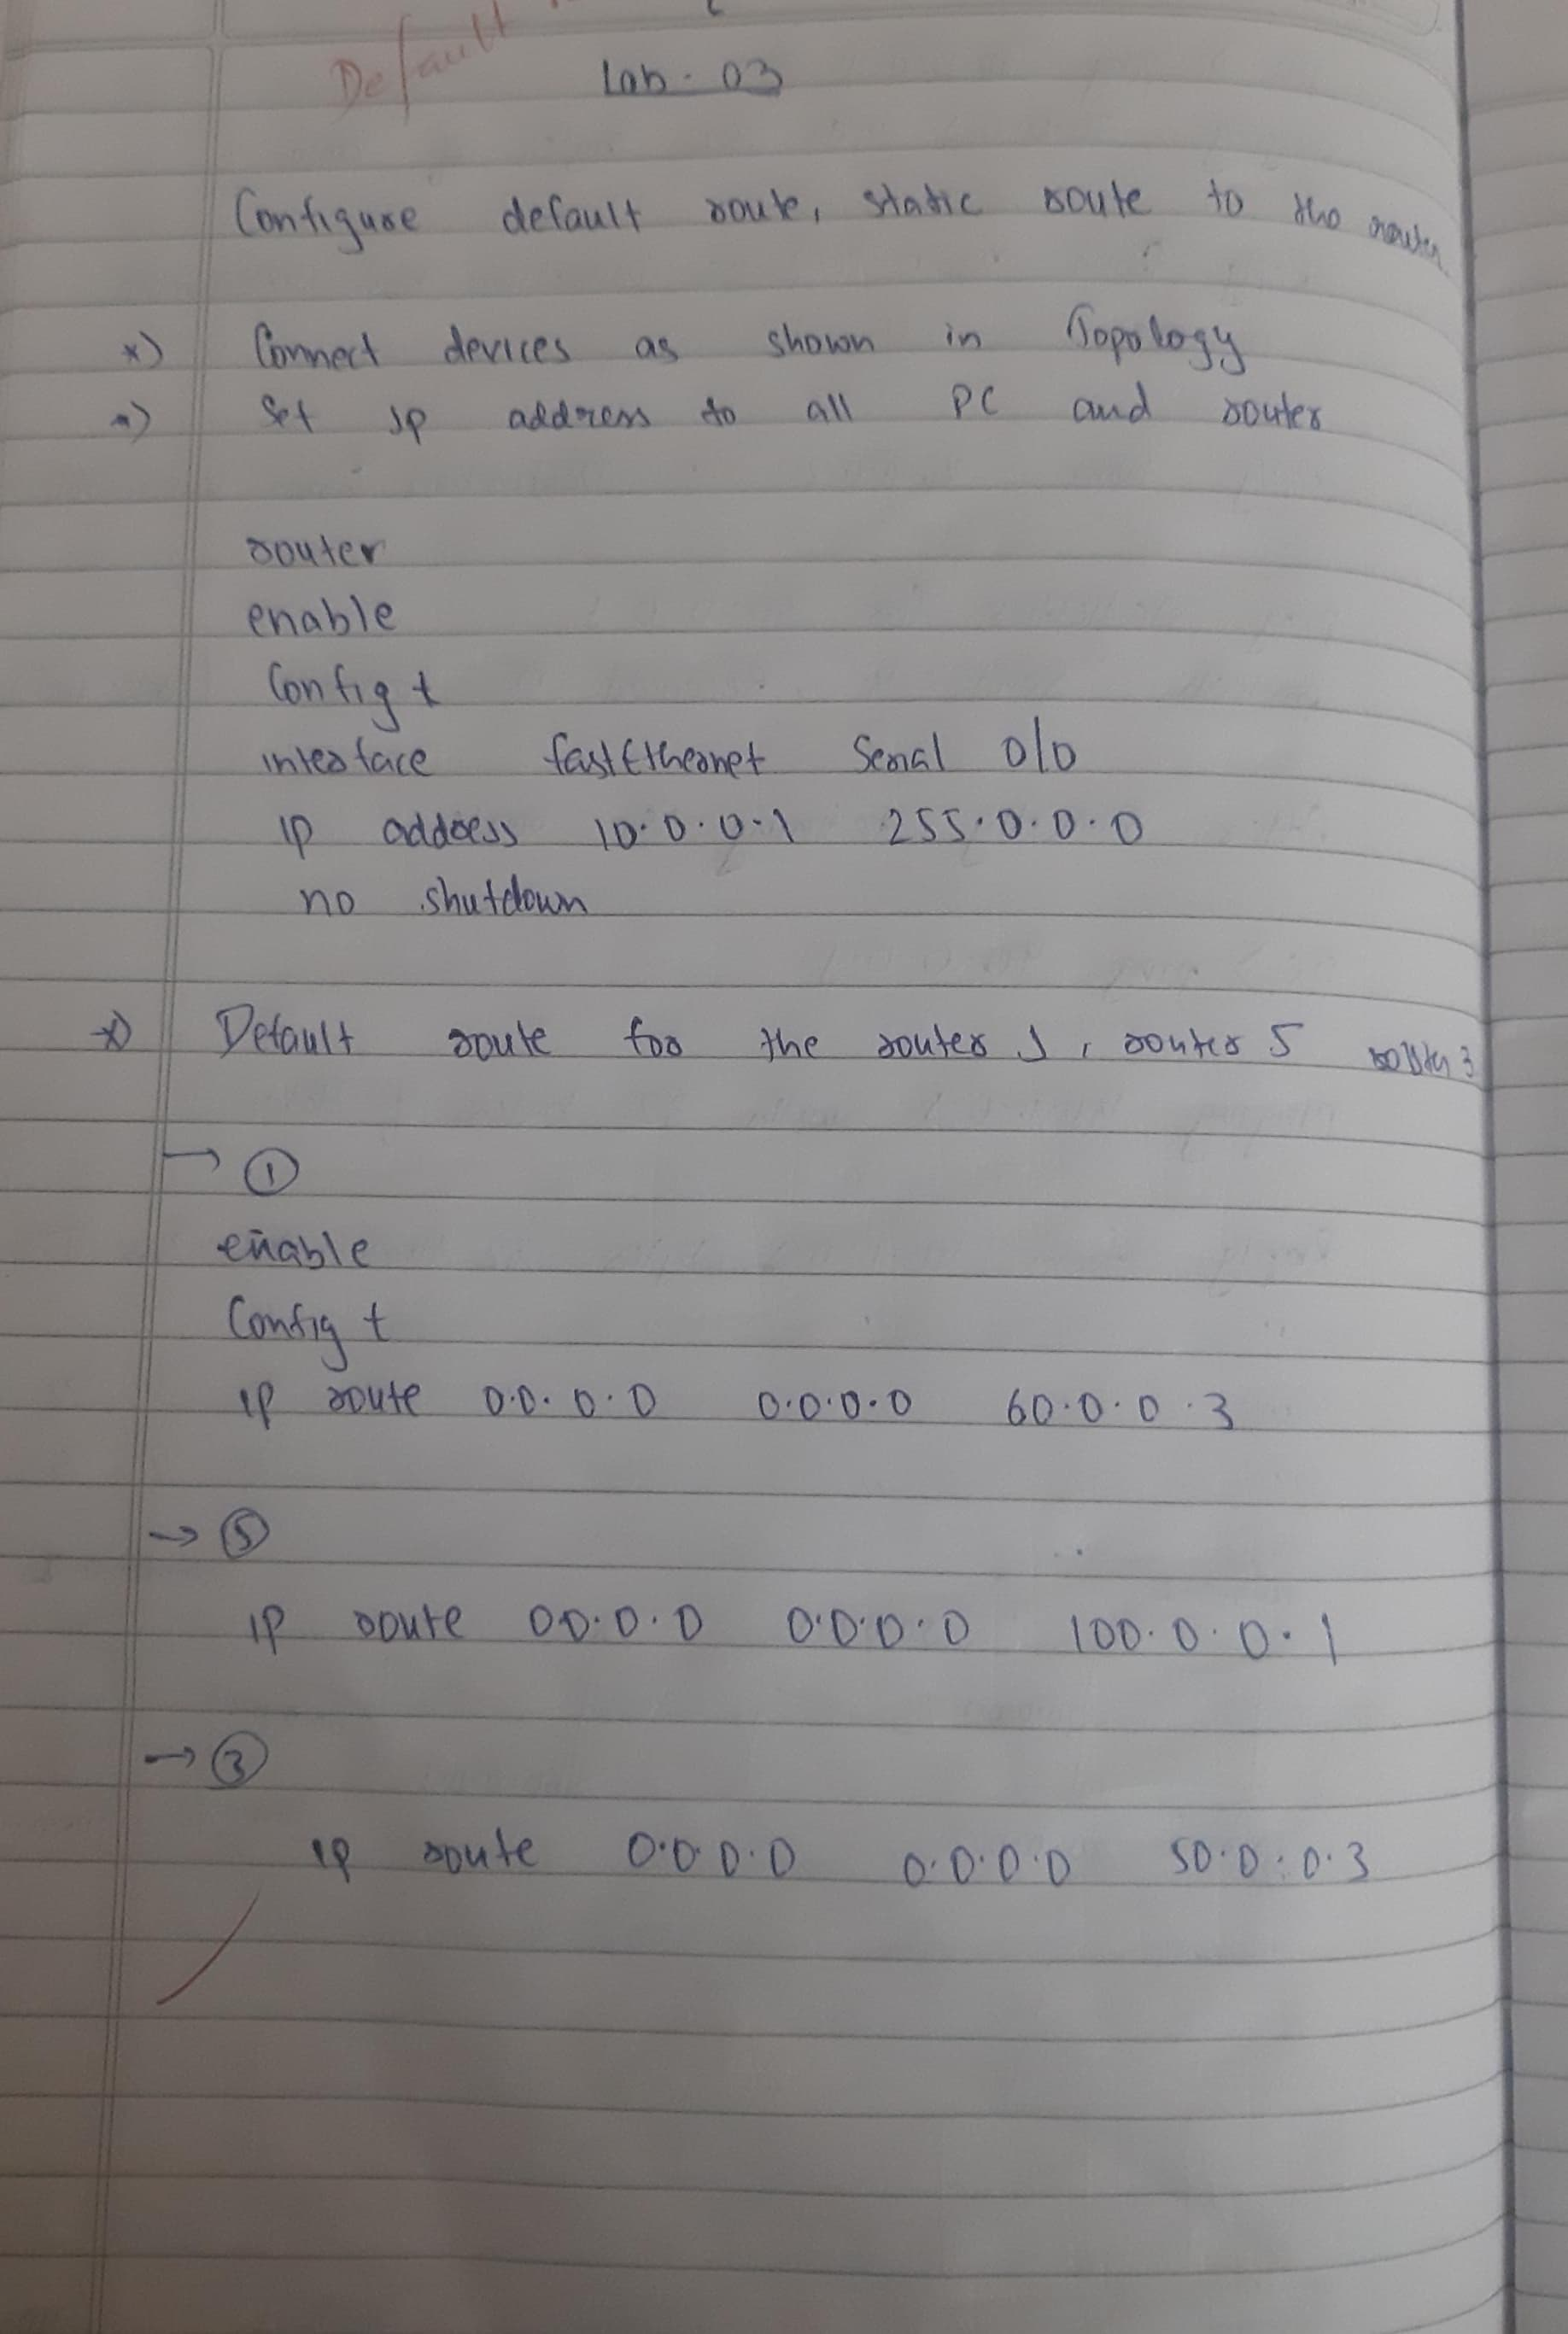 Default
Lab - 03
Configure default route, static route to the router
*) Connect devices as shown in Topology
*) Set Ip address to all PC and router
router
enable
Config t
interface fastEthernet Serial 0/0
ip address 10.0.0.1 255.0.0.0
no shutdown
*) Default route for the router 1, router 5 router 3
→ ①
enable
Config t
ip route 0.0.0.0 0.0.0.0 60.0.0.3
→ ⑤
ip route 00.0.0 0.0.0.0 100.0.0.1
→ ③
ip route 0.0.0.0 0.0.0.0 50.0.0.3